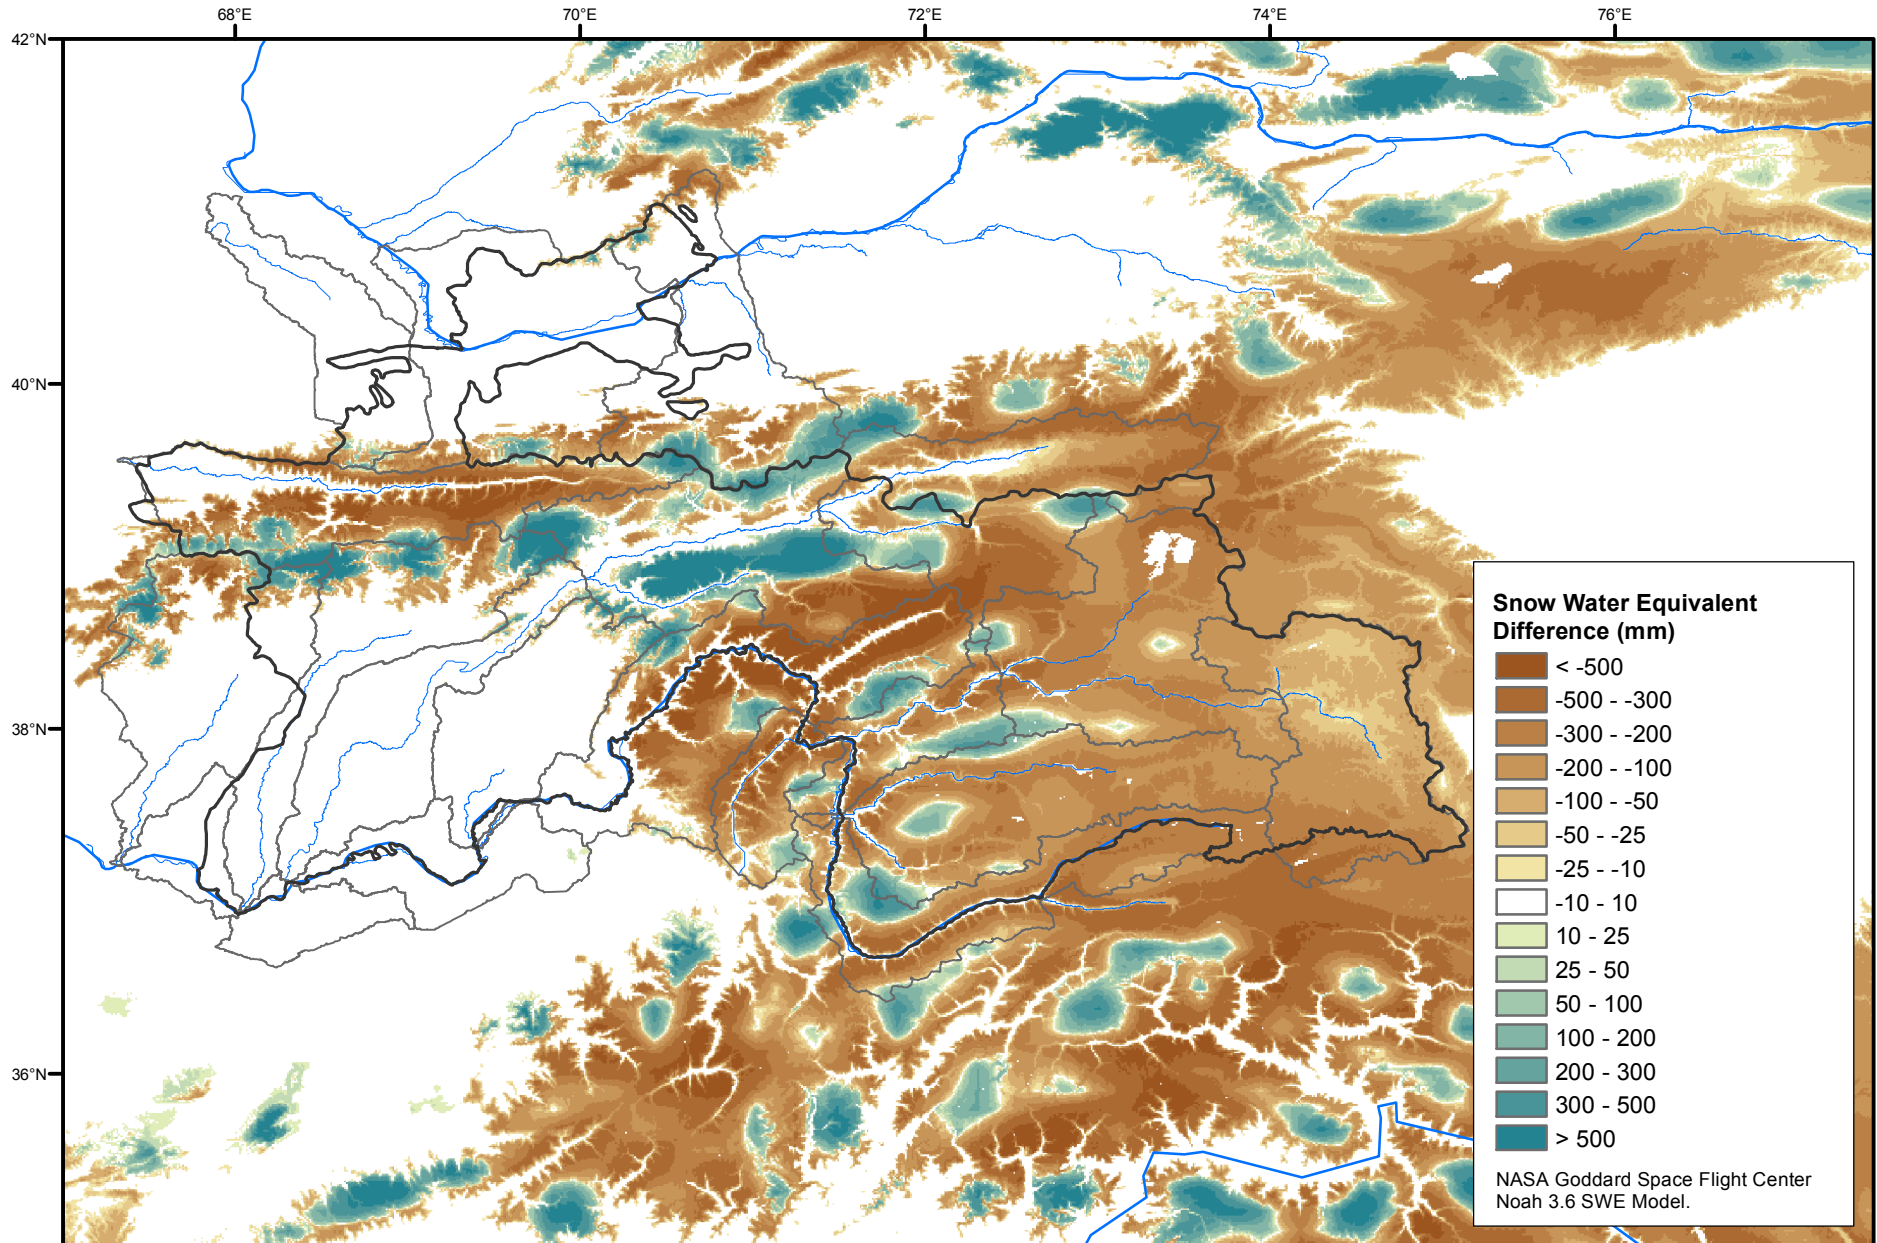 68°E 70°E 72°E 74°E 76°E
42°N
40°N
38°N
36°N
Snow Water Equivalent
Difference (mm)
< -500
-500 - -300
-300 - -200
-200 - -100
-100 - -50
-50 - -25
-25 - -10
-10 - 10
10 - 25
25 - 50
50 - 100
100 - 200
200 - 300
300 - 500
> 500
NASA Goddard Space Flight Center
Noah 3.6 SWE Model.